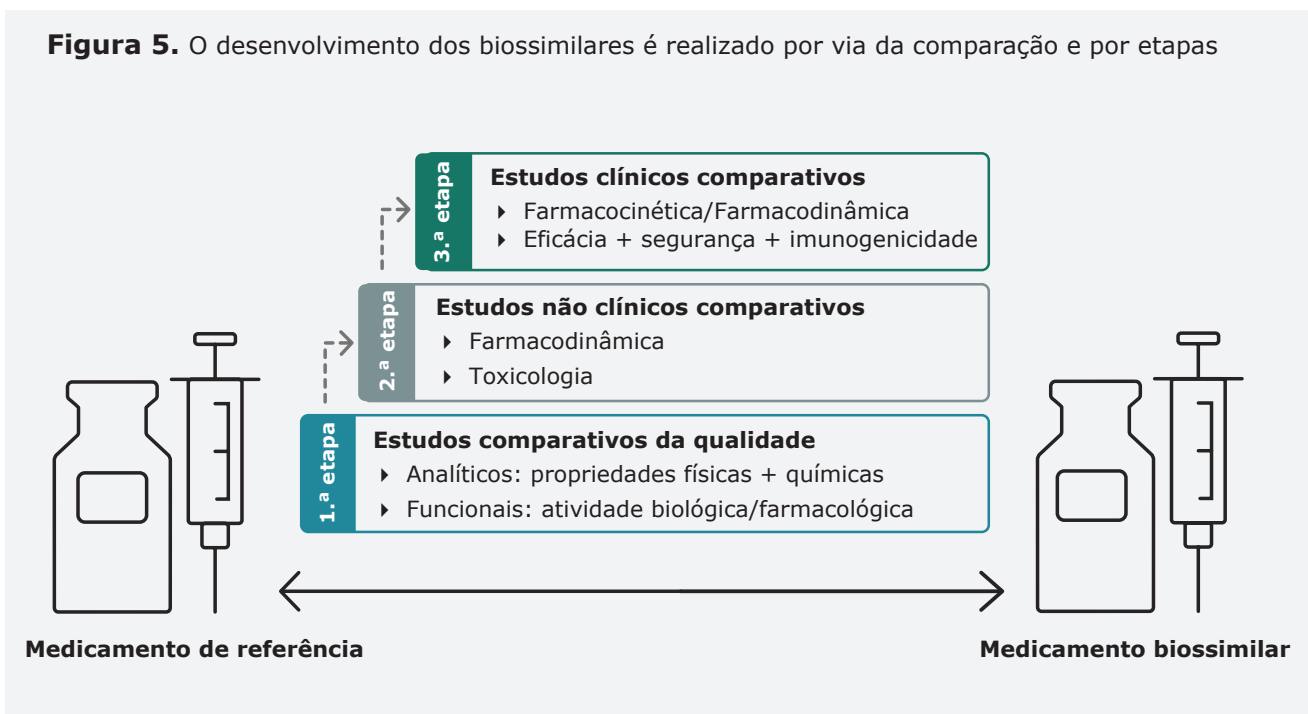 Figura 5. O desenvolvimento dos biossimilares é realizado por via da comparação e por etapas
3.ª etapa
Estudos clínicos comparativos
Farmacocinética/Farmacodinâmica
Eficácia + segurança + imunogenicidade
2.ª etapa
Estudos não clínicos comparativos
Farmacodinâmica
Toxicologia
1.ª etapa
Estudos comparativos da qualidade
Analíticos: propriedades físicas + químicas
Funcionais: atividade biológica/farmacológica
Medicamento de referência
Medicamento biossimilar